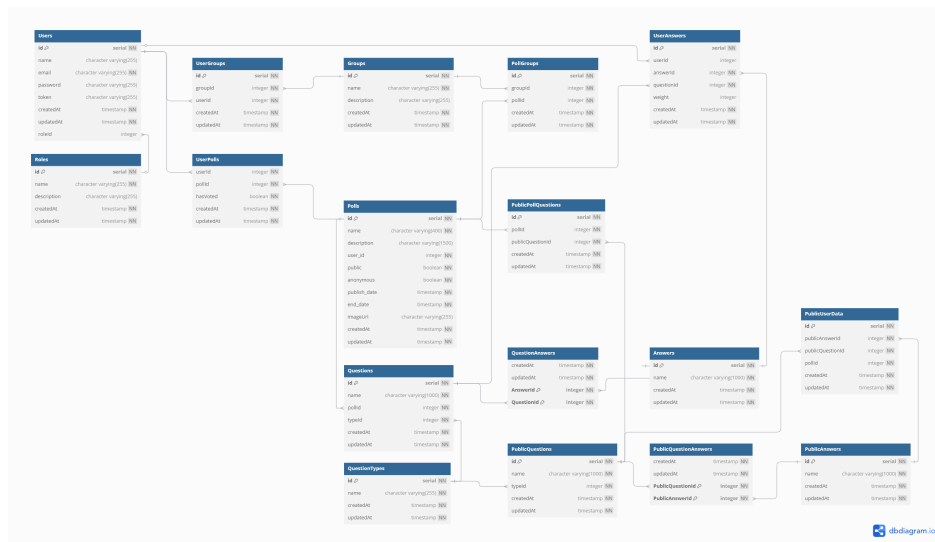 Users
id serial NN
name character varying(255)
email character varying(255) NN
password character varying(255)
token character varying(255)
createdAt timestamp NN
updatedAt timestamp NN
roleId integer
Roles
id serial NN
name character varying(255) NN
description character varying(255)
createdAt timestamp NN
updatedAt timestamp NN
UserGroups
id serial NN
groupId integer NN
userId integer NN
createdAt timestamp NN
updatedAt timestamp NN
UserPolls
userId integer NN
pollId integer NN
hasVoted boolean NN
createdAt timestamp NN
updatedAt timestamp NN
Groups
id serial NN
name character varying(255) NN
description character varying(255)
createdAt timestamp NN
updatedAt timestamp NN
Polls
id serial NN
name character varying(400) NN
description character varying(1500)
user_id integer NN
public boolean NN
anonymous boolean NN
publish_date timestamp NN
end_date timestamp NN
imageUrl character varying(255)
createdAt timestamp NN
updatedAt timestamp NN
Questions
id serial NN
name character varying(1000) NN
pollId integer NN
typeId integer NN
createdAt timestamp NN
updatedAt timestamp NN
QuestionTypes
id serial NN
name character varying(255) NN
createdAt timestamp NN
updatedAt timestamp NN
PollGroups
id serial NN
groupId integer NN
pollId integer NN
createdAt timestamp NN
updatedAt timestamp NN
PublicPollQuestions
id serial NN
pollId integer NN
publicQuestionId integer NN
createdAt timestamp NN
updatedAt timestamp NN
QuestionAnswers
createdAt timestamp NN
updatedAt timestamp NN
AnswerId integer NN
QuestionId integer NN
PublicQuestions
id serial NN
name character varying(1000) NN
typeId integer NN
createdAt timestamp NN
updatedAt timestamp NN
UserAnswers
id serial NN
userId integer
answerId integer NN
questionId integer NN
weight integer
createdAt timestamp NN
updatedAt timestamp NN
Answers
id serial NN
name character varying(1000) NN
createdAt timestamp NN
updatedAt timestamp NN
PublicQuestionAnswers
createdAt timestamp NN
updatedAt timestamp NN
PublicQuestionId integer NN
PublicAnswerId integer NN
PublicUserData
id serial NN
publicAnswerId integer NN
publicQuestionId integer NN
pollId integer NN
createdAt timestamp NN
updatedAt timestamp NN
PublicAnswers
id serial NN
name character varying(1000) NN
createdAt timestamp NN
updatedAt timestamp NN
dbdiagram.io